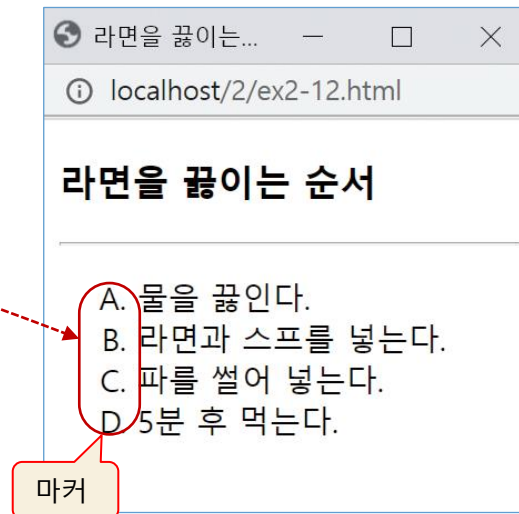 라면을 끓이는...
localhost/2/ex2-12.html
라면을 끓이는 순서
A. 물을 끓인다.
B. 라면과 스프를 넣는다.
C. 파를 썰어 넣는다.
D. 5분 후 먹는다.
마커